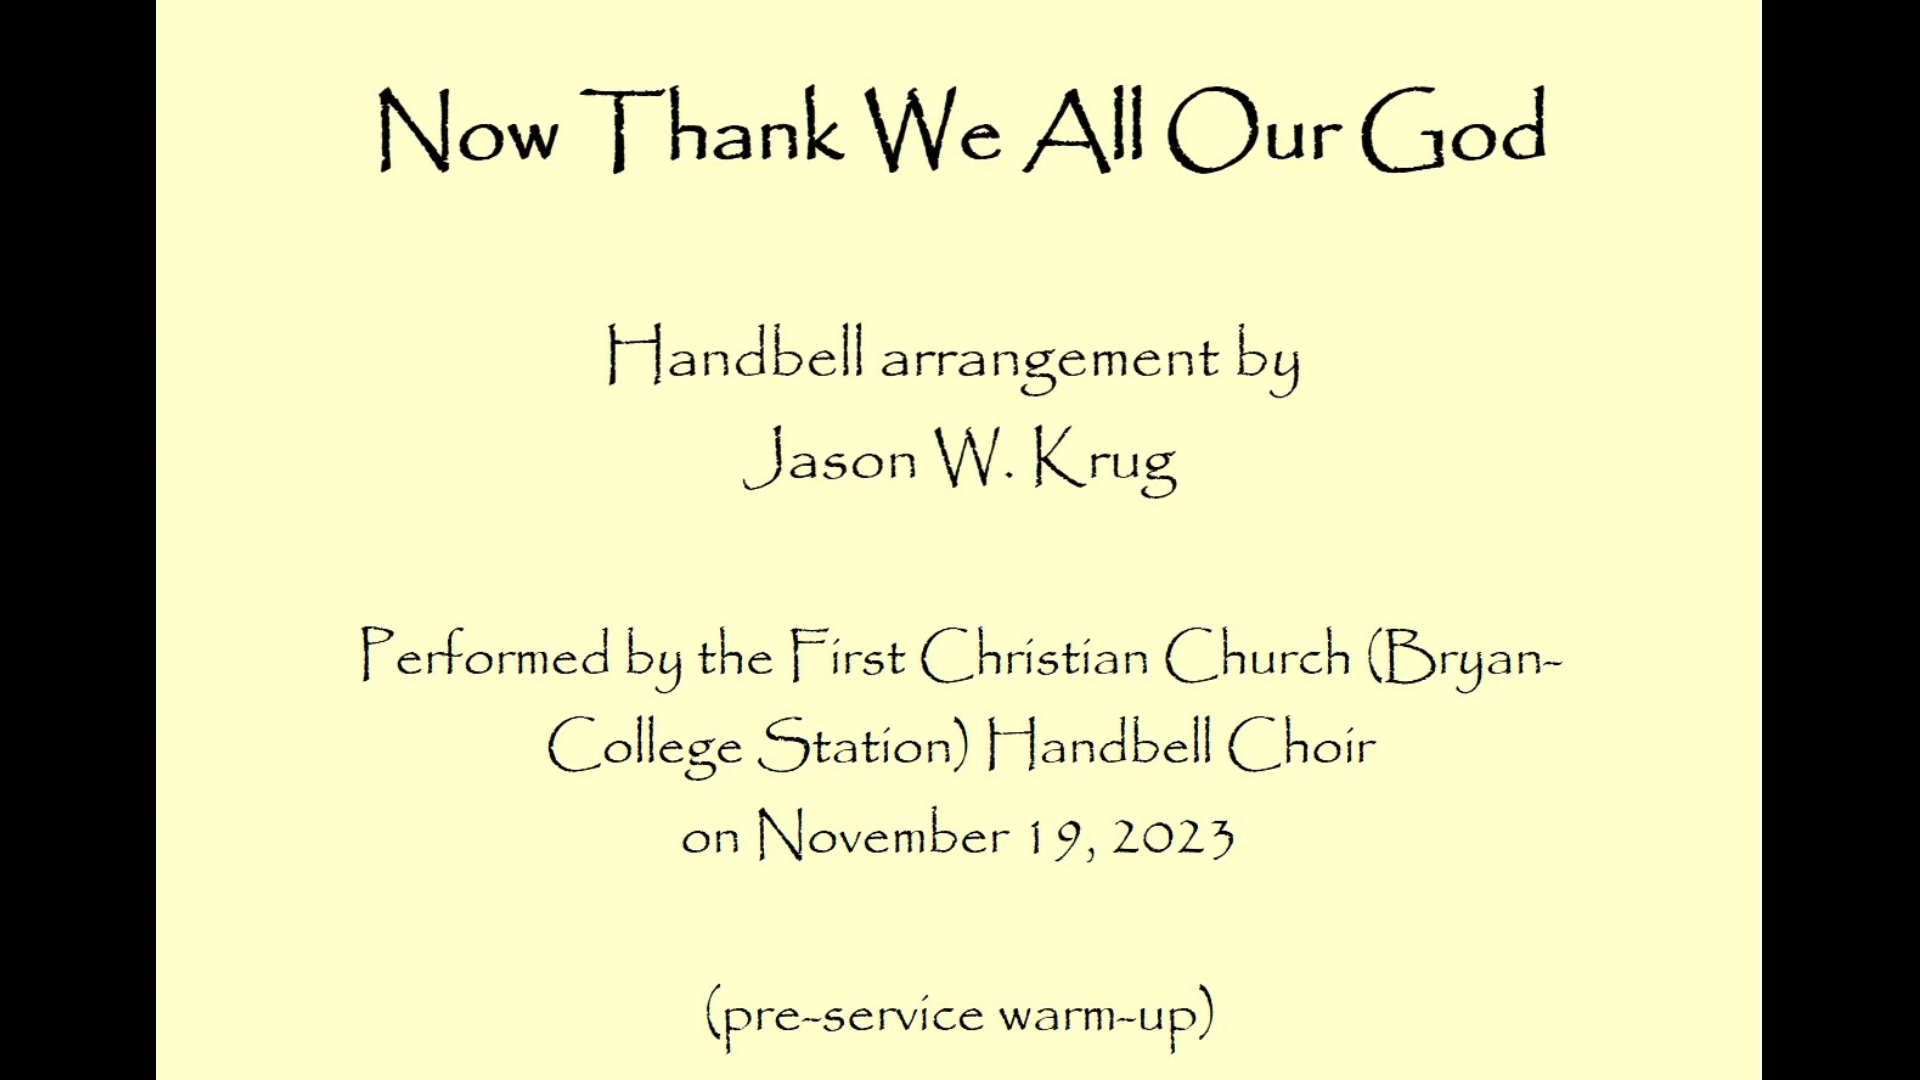 Now Thank We All Our God
Handbell arrangement by
Jason W. Krug
Performed by the First Christian Church (Bryan-
College Station) Handbell Choir
on November 19, 2023
(pre-service warm-up)